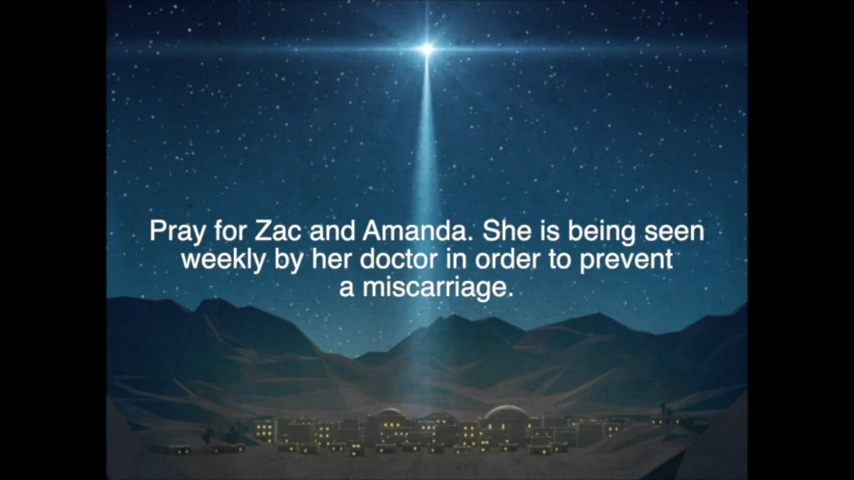 Pray for Zac and Amanda. She is being seen
weekly by her doctor in order to prevent
a miscarriage.